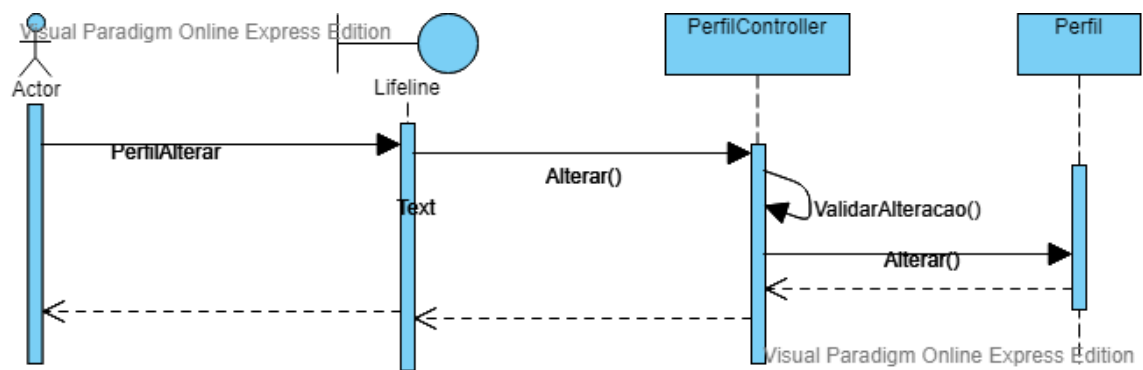 Visual Paradigm Online Express Edition
PerfilController
Perfil
Actor
Lifeline
PerfilAlterar
Alterar()
Text
ValidarAlteracao()
Alterar()
Visual Paradigm Online Express Edition